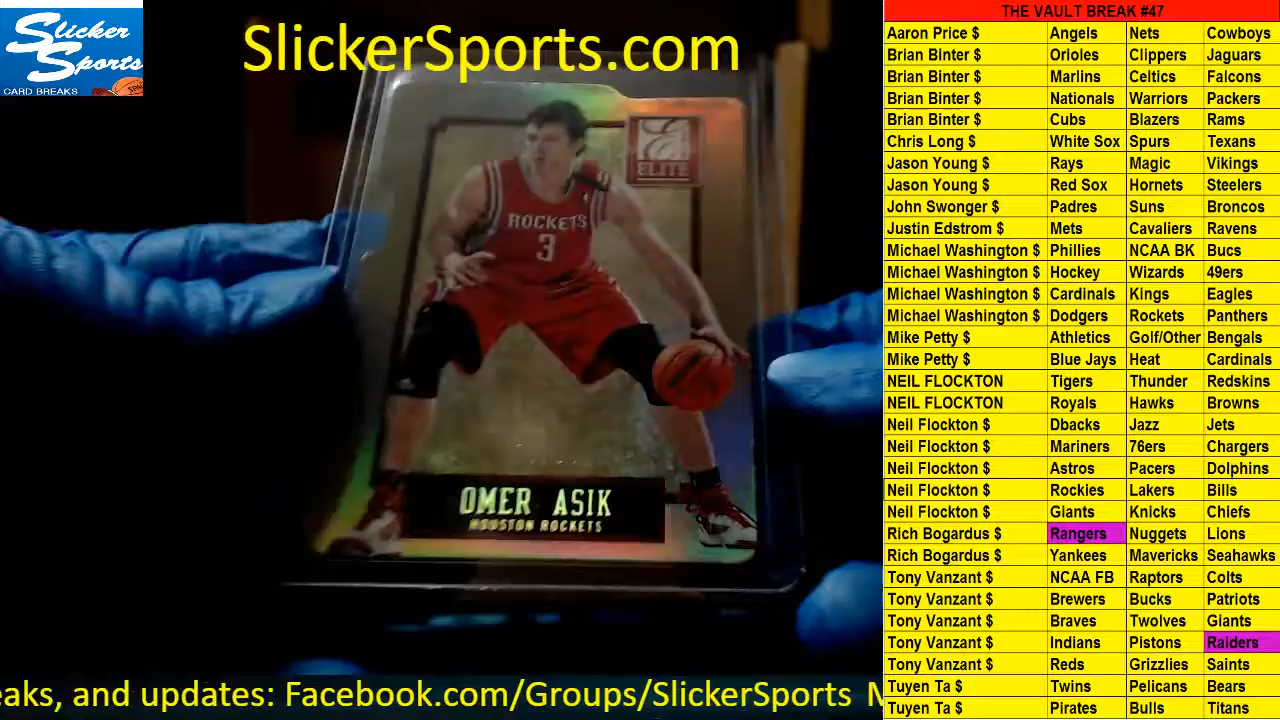 Slicker
Sports
CARD BREAKS
SlickerSports.com
ELITE
ROCKETS
3
OMER ASIK
HOUSTON ROCKETS
eaks, and updates: Facebook.com/Groups/SlickerSports
THE VAULT BREAK #47
Aaron Price $ Angels Nets Cowboys
Brian Binter $ Orioles Clippers Jaguars
Brian Binter $ Marlins Celtics Falcons
Brian Binter $ Nationals Warriors Packers
Brian Binter $ Cubs Blazers Rams
Chris Long $ White Sox Spurs Texans
Jason Young $ Rays Magic Vikings
Jason Young $ Red Sox Hornets Steelers
John Swonger $ Padres Suns Broncos
Justin Edstrom $ Mets Cavaliers Ravens
Michael Washington $ Phillies NCAA BK Bucs
Michael Washington $ Hockey Wizards 49ers
Michael Washington $ Cardinals Kings Eagles
Michael Washington $ Dodgers Rockets Panthers
Mike Petty $ Athletics Golf/Other Bengals
Mike Petty $ Blue Jays Heat Cardinals
NEIL FLOCKTON Tigers Thunder Redskins
NEIL FLOCKTON Royals Hawks Browns
Neil Flockton $ Dbacks Jazz Jets
Neil Flockton $ Mariners 76ers Chargers
Neil Flockton $ Astros Pacers Dolphins
Neil Flockton $ Rockies Lakers Bills
Neil Flockton $ Giants Knicks Chiefs
Rich Bogardus $ Rangers Nuggets Lions
Rich Bogardus $ Yankees Mavericks Seahawks
Tony Vanzant $ NCAA FB Raptors Colts
Tony Vanzant $ Brewers Bucks Patriots
Tony Vanzant $ Braves Twolves Giants
Tony Vanzant $ Indians Pistons Raiders
Tony Vanzant $ Reds Grizzlies Saints
Tuyen Ta $ Twins Pelicans Bears
Tuyen Ta $ Pirates Bulls Titans